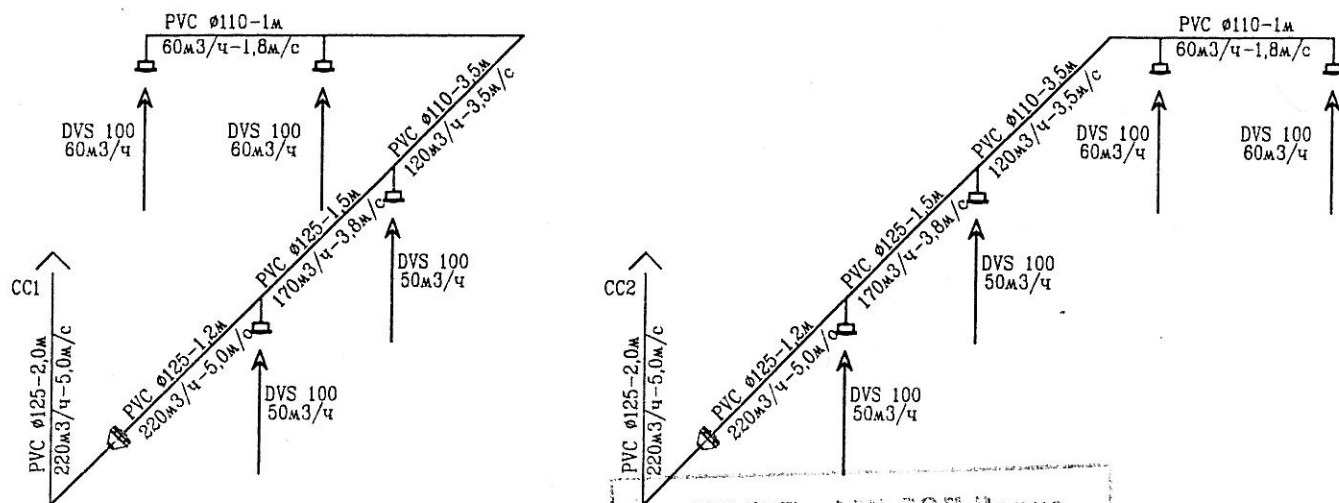 PVC ø110-1м
60м3/ч-1,8м/с
DVS 100
60м3/ч
DVS 100
60м3/ч
PVC ø110-3,5м
120м3/ч-3,5м/с
PVC ø125-1,5м
170м3/ч-3,8м/с
DVS 100
50м3/ч
PVC ø125-1,2м
220м3/ч-5,0м/с
DVS 100
50м3/ч
CC1
PVC ø125-2,0м
220м3/ч-5,0м/с
PVC ø110-1м
60м3/ч-1,8м/с
DVS 100
60м3/ч
DVS 100
60м3/ч
PVC ø110-3,5м
120м3/ч-3,5м/с
PVC ø125-1,5м
170м3/ч-3,8м/с
DVS 100
50м3/ч
PVC ø125-1,2м
220м3/ч-5,0м/с
DVS 100
50м3/ч
CC2
PVC ø125-2,0м
220м3/ч-5,0м/с